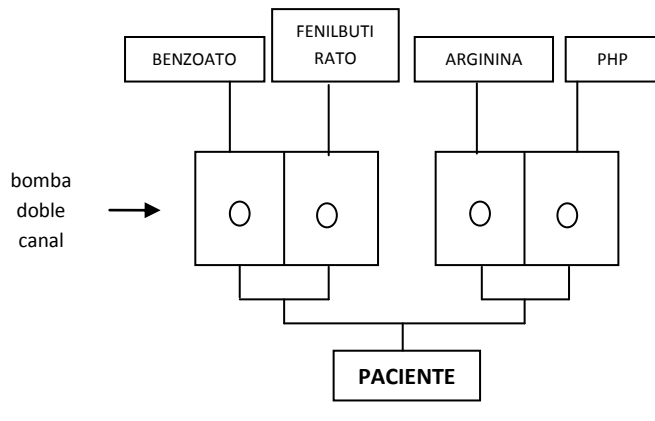 BENZOATO
FENILBUTI
RATO
ARGININA
PHP
bomba
doble
canal
PACIENTE